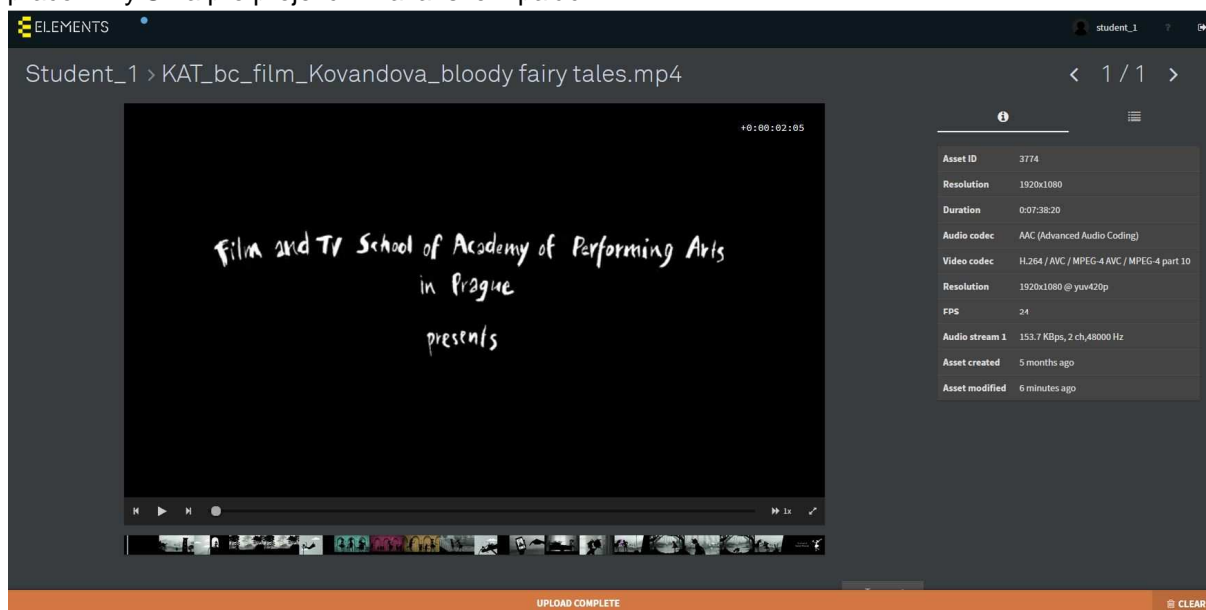 ELEMENTS
student_1 ?
Student_1 > KAT_bc_film_Kovandova_bloody fairy tales.mp4
< 1 / 1 >
+0:00:02:05
Film and TV School of Academy of Performing Arts
in Prague
presents
1x
Asset ID 3774
Resolution 1920x1080
Duration 0:07:38:20
Audio codec AAC (Advanced Audio Coding)
Video codec H.264 / AVC / MPEG-4 AVC / MPEG-4 part 10
Resolution 1920x1080 @ yuv420p
FPS 24
Audio stream 1 153.7 KBps, 2 ch,48000 Hz
Asset created 5 months ago
Asset modified 6 minutes ago
UPLOAD COMPLETE
CLEAR